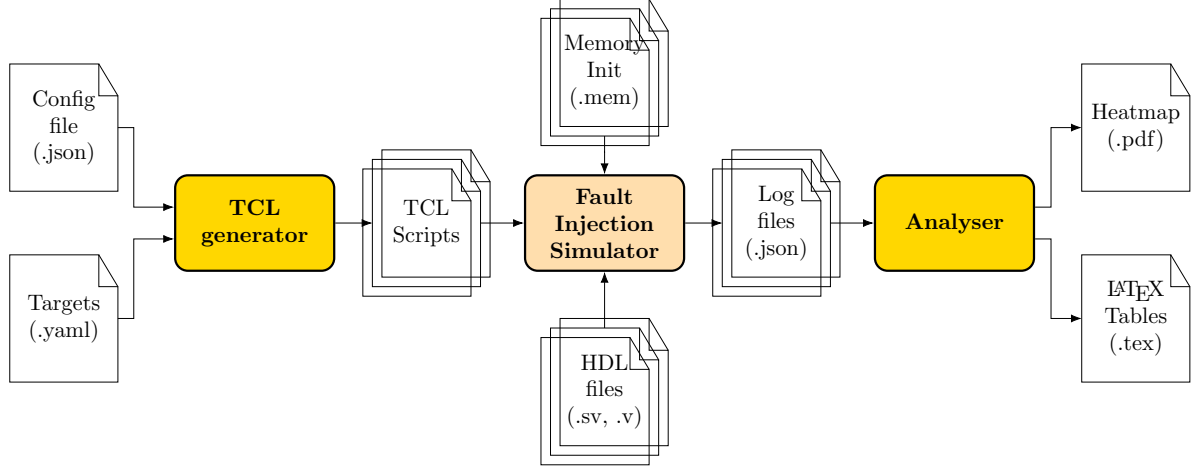 Config
file
(.json)
Targets
(.yaml)
TCL
generator
TCL
Scripts
Memory
Init
(.mem)
Fault
Injection
Simulator
HDL
files
(.sv, .v)
Log
files
(.json)
Analyser
Heatmap
(.pdf)
LATEX
Tables
(.tex)